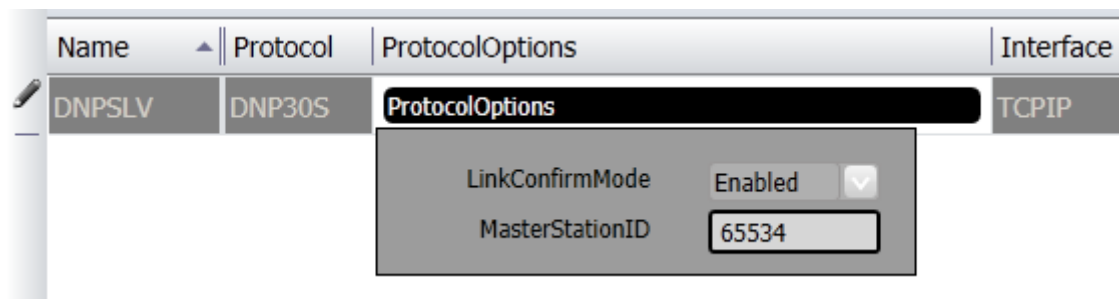 Name Protocol ProtocolOptions Interface
DNPSLV DNP30S ProtocolOptions TCPIP
LinkConfirmMode Enabled
MasterStationID 65534